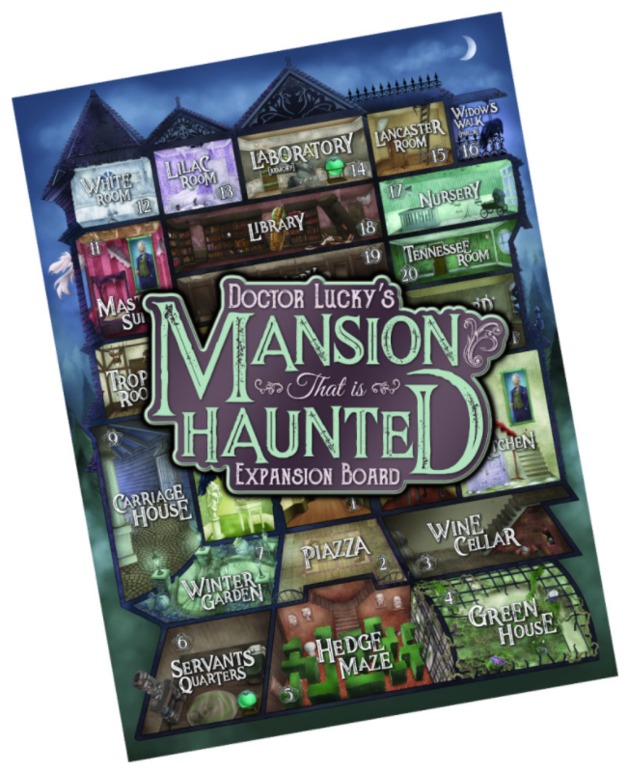 WIDOW'S
WALK
16
LANCASTER
ROOM
15
LABORATORY
[ARMORY]
14
LILAC
ROOM
13
WHITE
ROOM
12
17
NURSERY
LIBRARY
18
11
19
TENNESSEE
ROOM
20
DOCTOR LUCKY'S
MANSION
That is
HAUNTED
EXPANSION BOARD
9
CARRIAGE
HOUSE
1
7
WINTER
GARDEN
PIAZZA
2
WINE
CELLAR
3
4
GREEN
HOUSE
6
SERVANTS'
QUARTERS
HEDGE
MAZE
5